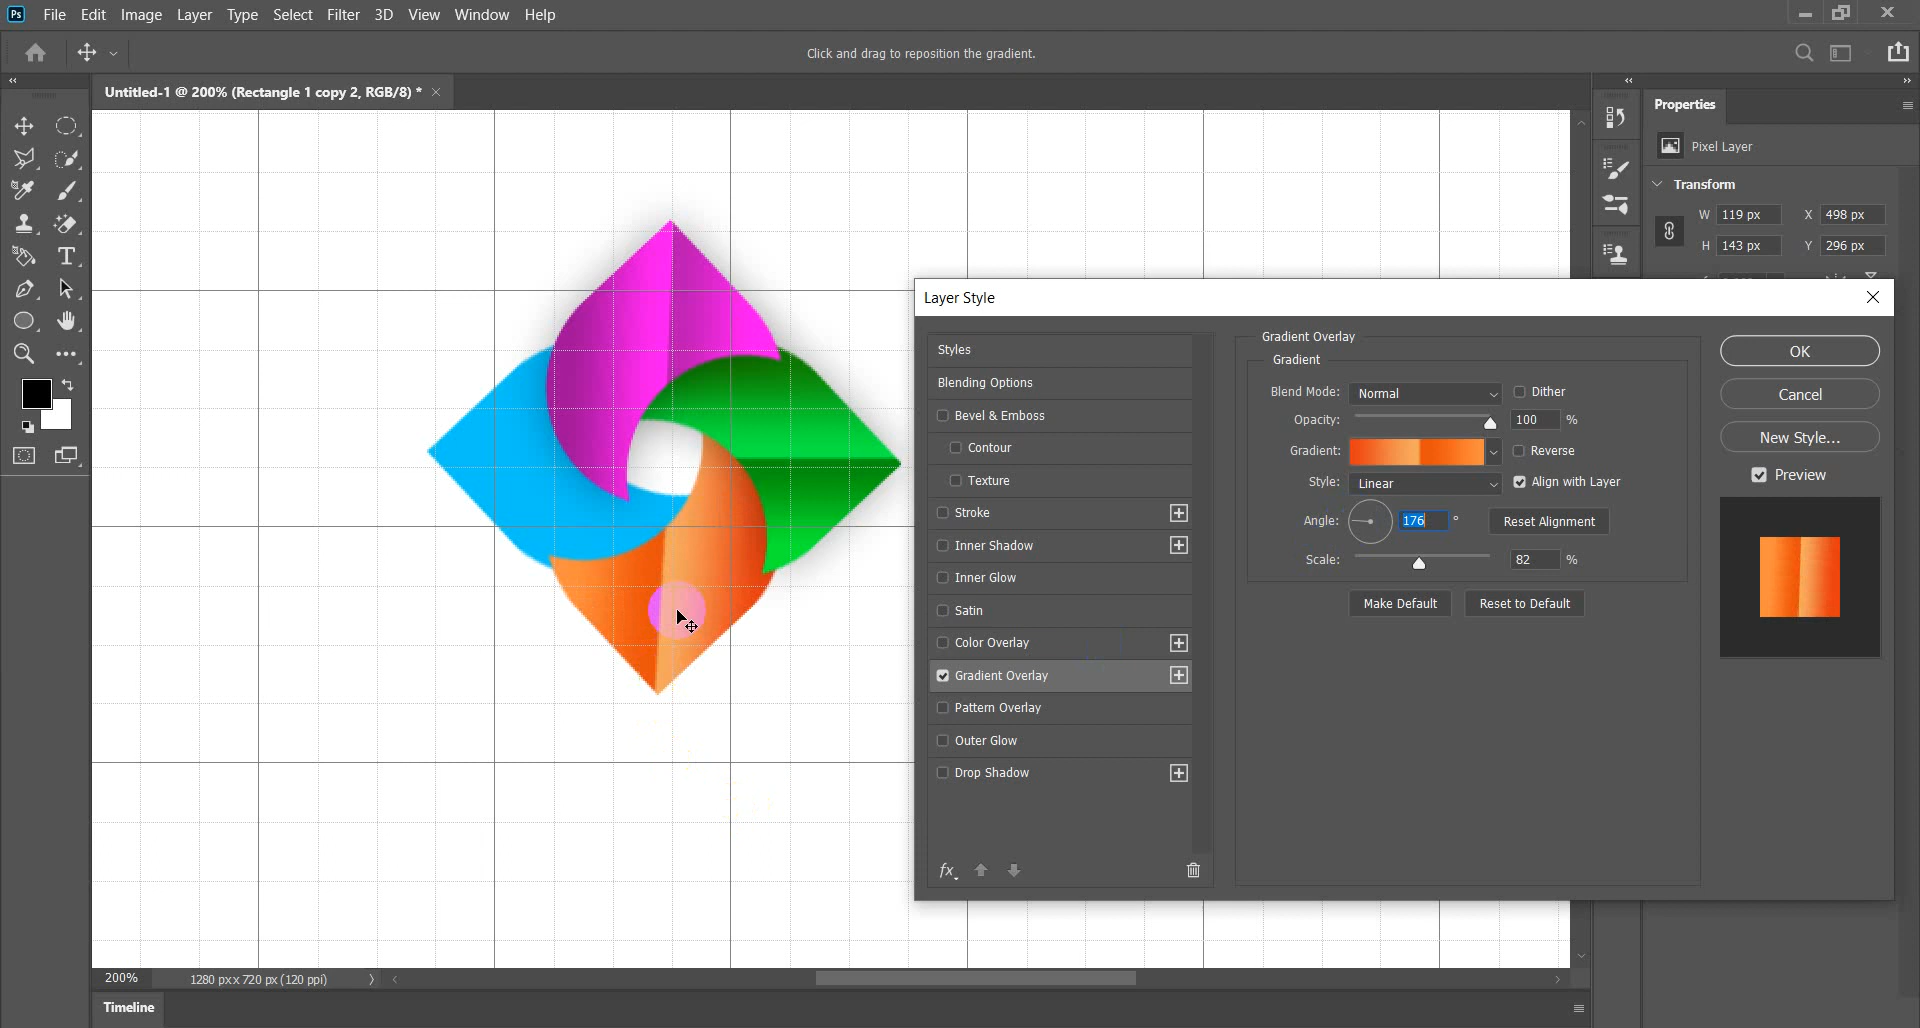 Ps File Edit Image Layer Type Select Filter 3D View Window Help
Click and drag to reposition the gradient.
Untitled-1 @ 200% (Rectangle 1 copy 2, RGB/8) *
Properties
Pixel Layer
Transform
W 119 px X 498 px
H 143 px Y 296 px
Layer Style
Styles
Blending Options
Bevel & Emboss
Contour
Texture
Stroke
Inner Shadow
Inner Glow
Satin
Color Overlay
Gradient Overlay
Pattern Overlay
Outer Glow
Drop Shadow
fx
Gradient Overlay
Gradient
Blend Mode: Normal Dither
Opacity: 100 %
Gradient: Reverse
Style: Linear Align with Layer
Angle: 176 ° Reset Alignment
Scale: 82 %
Make Default Reset to Default
OK
Cancel
New Style...
Preview
200% 1280 px x 720 px (120 ppi)
Timeline